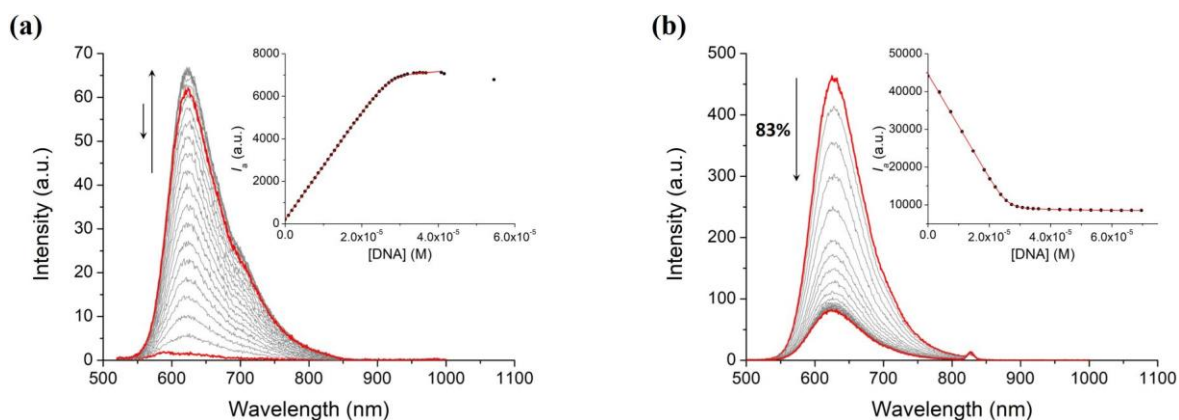 (a)
70
60
50
40
30
20
10
0
Intensity (a.u.)
500 600 700 800 900 1000 1100
Wavelength (nm)
8000
6000
4000
2000
0
Iₐ (a.u.)
0.0 2.0x10⁻⁵ 4.0x10⁻⁵ 6.0x10⁻⁵
[DNA] (M)
(b)
500
400
300
200
100
0
Intensity (a.u.)
83%
500 600 700 800 900 1000 1100
Wavelength (nm)
50000
40000
30000
20000
10000
Iₐ (a.u.)
0.0 2.0x10⁻⁵ 4.0x10⁻⁵ 6.0x10⁻⁵
[DNA] (M)